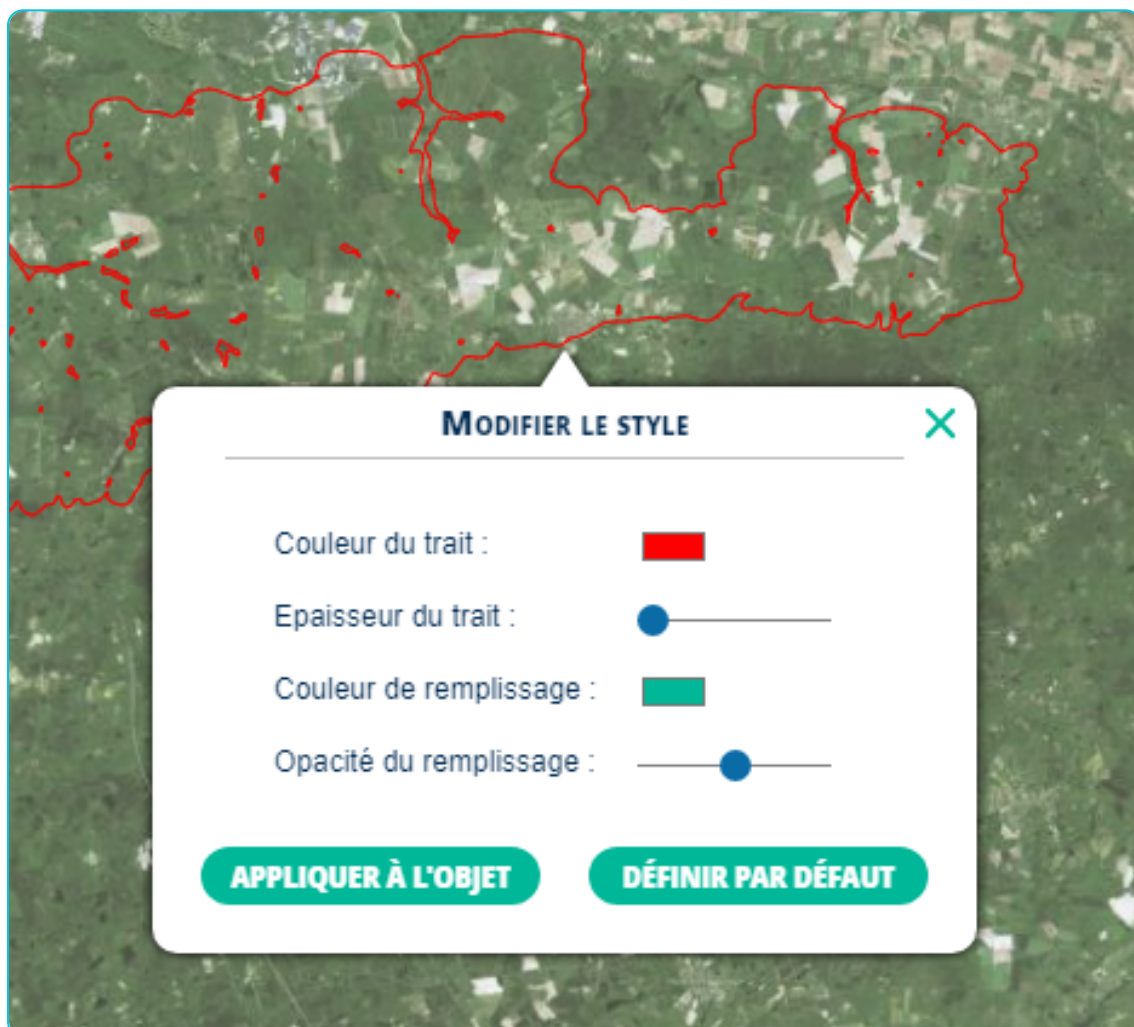 MODIFIER LE STYLE
Couleur du trait :
Epaisseur du trait :
Couleur de remplissage :
Opacité du remplissage :
APPLIQUER À L'OBJET
DÉFINIR PAR DÉFAUT